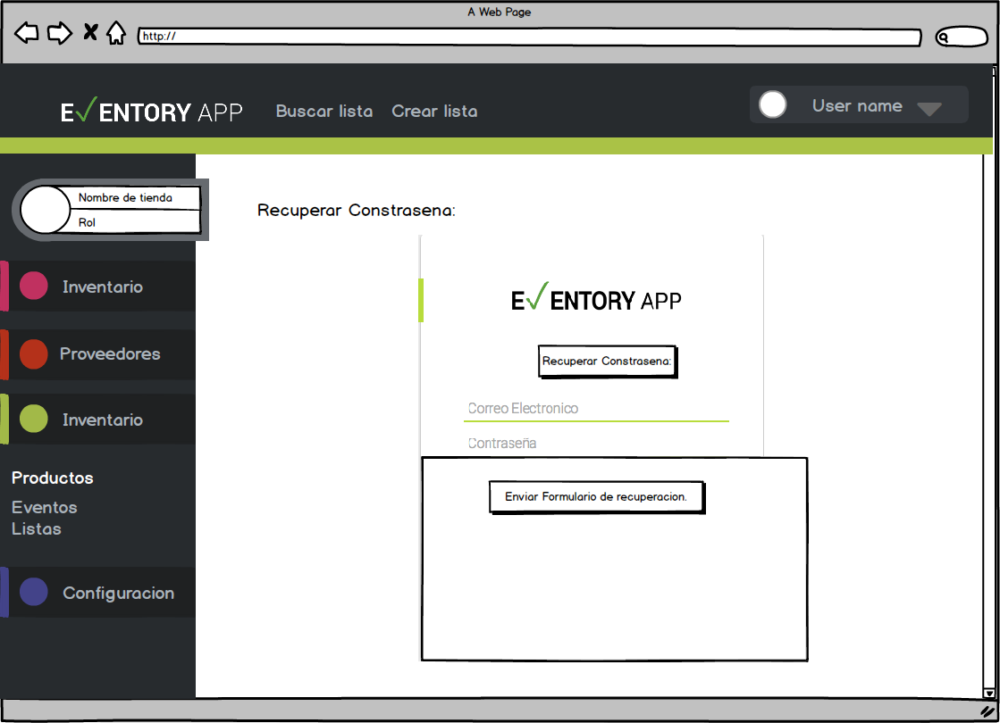 A Web Page
http://
E✓ENTORY APP
Buscar lista
Crear lista
User name
Nombre de tienda
Rol
Inventario
Proveedores
Inventario
Productos
Eventos
Listas
Configuracion
Recuperar Constrasena:
E✓ENTORY APP
Recuperar Constrasena:
Correo Electronico
Contraseña
Enviar Formulario de recuperacion.